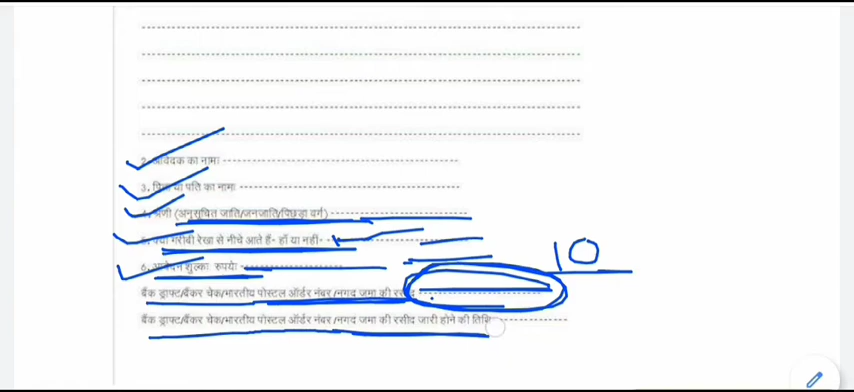 2. आवेदक का नाम
3. पिता या पति का नाम
4. श्रेणी (अनुसूचित जाति/जनजाति/पिछड़ा वर्ग)
5. क्या गरीबी रेखा से नीचे आते हैं- हाँ या नहीं-
10
6. आवेदन शुल्क रुपये
बैंक ड्राफ्ट/बैंकर चेक/भारतीय पोस्टल ऑर्डर नंबर/नगद जमा की रसीद
बैंक ड्राफ्ट/बैंकर चेक/भारतीय पोस्टल ऑर्डर नंबर/नगद जमा की रसीद जारी होने की तिथि